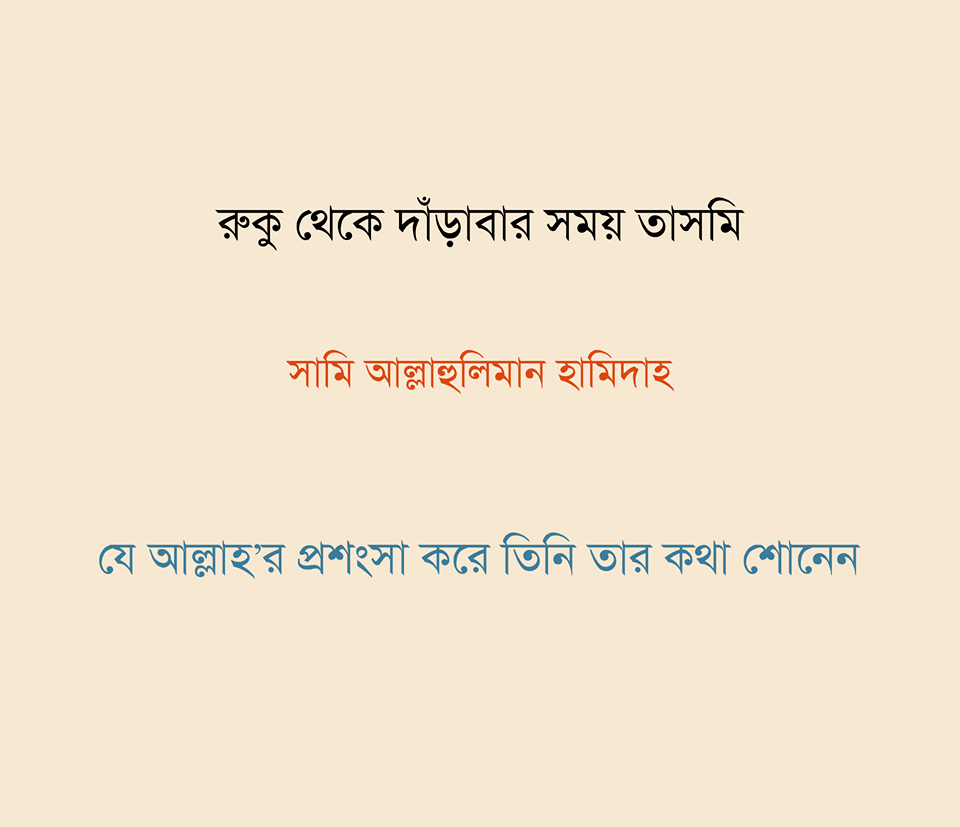 রুকু থেকে দাঁড়াবার সময় তাসমি
সামি আল্লাহুলিমান হামিদাহ
যে আল্লাহ’র প্রশংসা করে তিনি তার কথা শোনেন